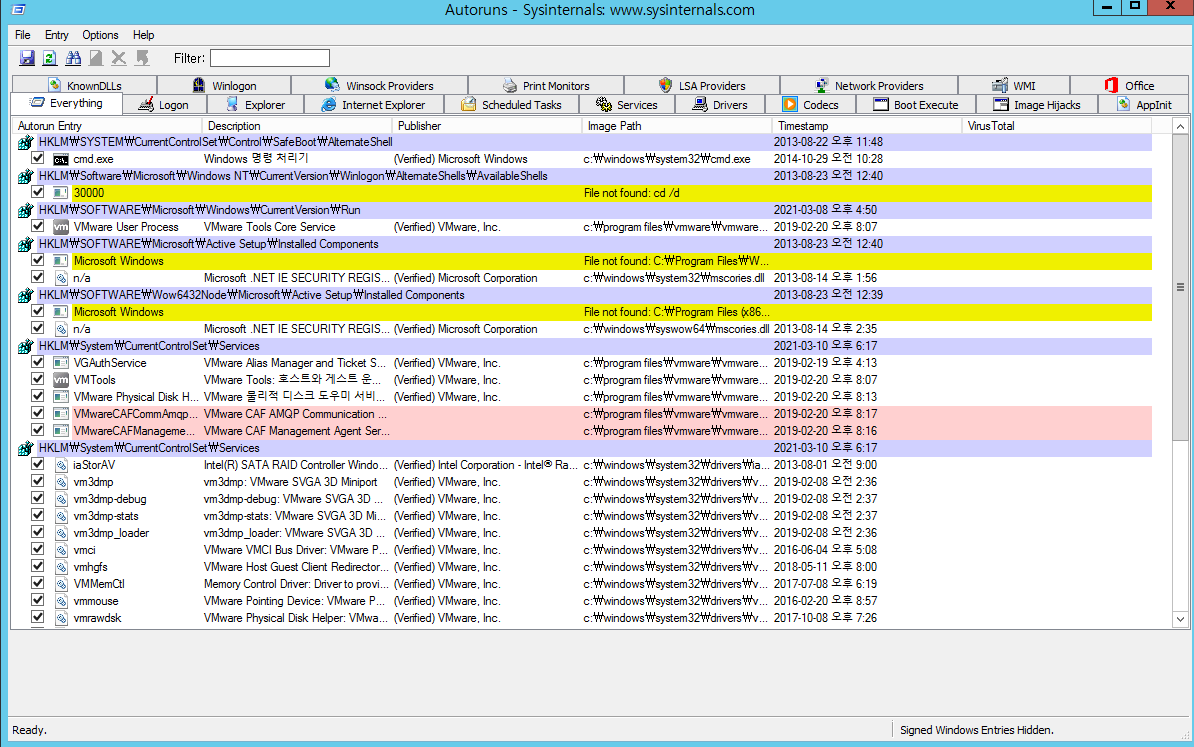 Autoruns - Sysinternals: www.sysinternals.com
File Entry Options Help
Filter:
KnownDLLs Winlogon Winsock Providers Print Monitors LSA Providers Network Providers WMI Office
Everything Logon Explorer Internet Explorer Scheduled Tasks Services Drivers Codecs Boot Execute Image Hijacks AppInit
Autorun Entry Description Publisher Image Path Timestamp VirusTotal
HKLM₩SYSTEM₩CurrentControlSet₩Control₩SafeBoot₩AlternateShell 2013-08-22 오후 11:48
cmd.exe Windows 명령 처리기 (Verified) Microsoft Windows c:₩windows₩system32₩cmd.exe 2014-10-29 오전 10:28
HKLM₩Software₩Microsoft₩Windows NT₩CurrentVersion₩Winlogon₩AlternateShells₩AvailableShells 2013-08-23 오전 12:40
30000 File not found: cd /d
HKLM₩SOFTWARE₩Microsoft₩Windows₩CurrentVersion₩Run 2021-03-08 오후 4:50
VMware User Process VMware Tools Core Service (Verified) VMware, Inc. c:₩program files₩vmware₩vmware... 2019-02-20 오후 8:07
HKLM₩SOFTWARE₩Microsoft₩Active Setup₩Installed Components 2013-08-23 오전 12:40
Microsoft Windows File not found: C:₩Program Files₩W...
n/a Microsoft .NET IE SECURITY REGIS... (Verified) Microsoft Corporation c:₩windows₩system32₩mscories.dll 2013-08-14 오후 1:56
HKLM₩SOFTWARE₩Wow6432Node₩Microsoft₩Active Setup₩Installed Components 2013-08-23 오전 12:39
Microsoft Windows File not found: C:₩Program Files (x86...
n/a Microsoft .NET IE SECURITY REGIS... (Verified) Microsoft Corporation c:₩windows₩syswow64₩mscories.dll 2013-08-14 오후 2:35
HKLM₩System₩CurrentControlSet₩Services 2021-03-10 오후 6:17
VGAuthService VMware Alias Manager and Ticket S... (Verified) VMware, Inc. c:₩program files₩vmware₩vmware... 2019-02-19 오후 4:13
VMTools VMware Tools: 호스트와 게스트 운... (Verified) VMware, Inc. c:₩program files₩vmware₩vmware... 2019-02-20 오후 8:07
VMware Physical Disk H... VMware 물리적 디스크 도우미 서비... (Verified) VMware, Inc. c:₩program files₩vmware₩vmware... 2019-02-20 오후 8:13
VMwareCAFCommAmqp... VMware CAF AMQP Communication ... c:₩program files₩vmware₩vmware... 2019-02-20 오후 8:17
VMwareCAFManageme... VMware CAF Management Agent Ser... c:₩program files₩vmware₩vmware... 2019-02-20 오후 8:16
HKLM₩System₩CurrentControlSet₩Services 2021-03-10 오후 6:17
iaStorAV Intel(R) SATA RAID Controller Windo... (Verified) Intel Corporation - Intel® Ra... c:₩windows₩system32₩drivers₩ia... 2013-08-01 오전 9:00
vm3dmp vm3dmp: VMware SVGA 3D Miniport (Verified) VMware, Inc. c:₩windows₩system32₩drivers₩v... 2019-02-08 오후 2:36
vm3dmp-debug vm3dmp-debug: VMware SVGA 3D ... (Verified) VMware, Inc. c:₩windows₩system32₩drivers₩v... 2019-02-08 오후 2:37
vm3dmp-stats vm3dmp-stats: VMware SVGA 3D Mi... (Verified) VMware, Inc. c:₩windows₩system32₩drivers₩v... 2019-02-08 오후 2:37
vm3dmp_loader vm3dmp_loader: VMware SVGA 3D ... (Verified) VMware, Inc. c:₩windows₩system32₩drivers₩v... 2019-02-08 오후 2:36
vmci VMware VMCI Bus Driver: VMware P... (Verified) VMware, Inc. c:₩windows₩system32₩drivers₩v... 2016-06-04 오후 5:08
vmhgfs VMware Host Guest Client Redirector... (Verified) VMware, Inc. c:₩windows₩system32₩drivers₩v... 2018-05-11 오후 8:00
VMMemCtl Memory Control Driver: Driver to provi... (Verified) VMware, Inc. c:₩windows₩system32₩drivers₩v... 2017-07-08 오후 6:19
vmmouse VMware Pointing Device: VMware P... (Verified) VMware, Inc. c:₩windows₩system32₩drivers₩v... 2016-02-20 오후 8:57
vmrawdsk VMware Physical Disk Helper: VMwa... (Verified) VMware, Inc. c:₩windows₩system32₩drivers₩v... 2017-10-08 오후 7:26
Ready. Signed Windows Entries Hidden.